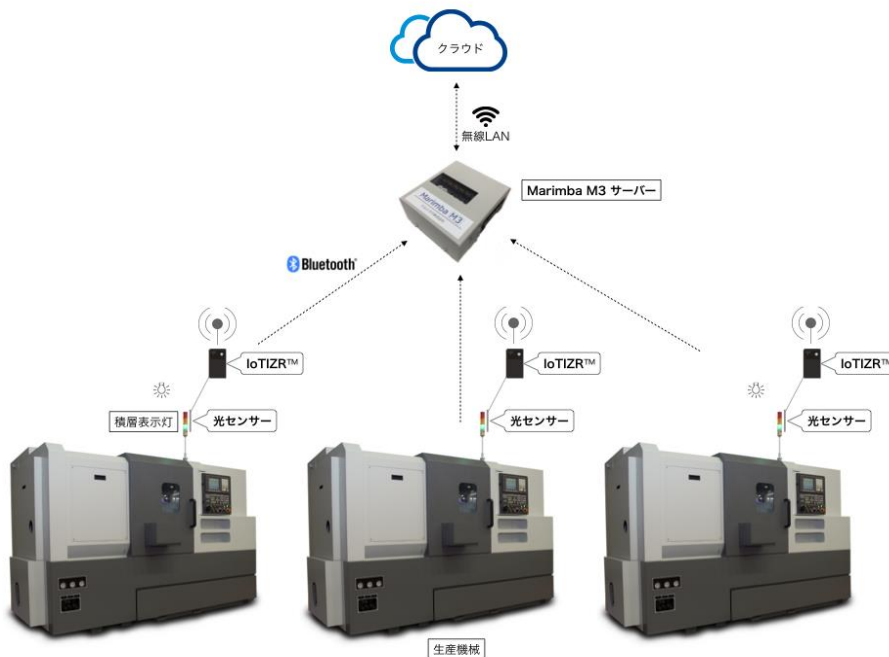 クラウド
無線LAN
Marimba M3 サーバー
Marimba M3
Bluetooth
IoTIZR™
IoTIZR™
IoTIZR™
積層表示灯
光センサー
光センサー
光センサー
生産機械